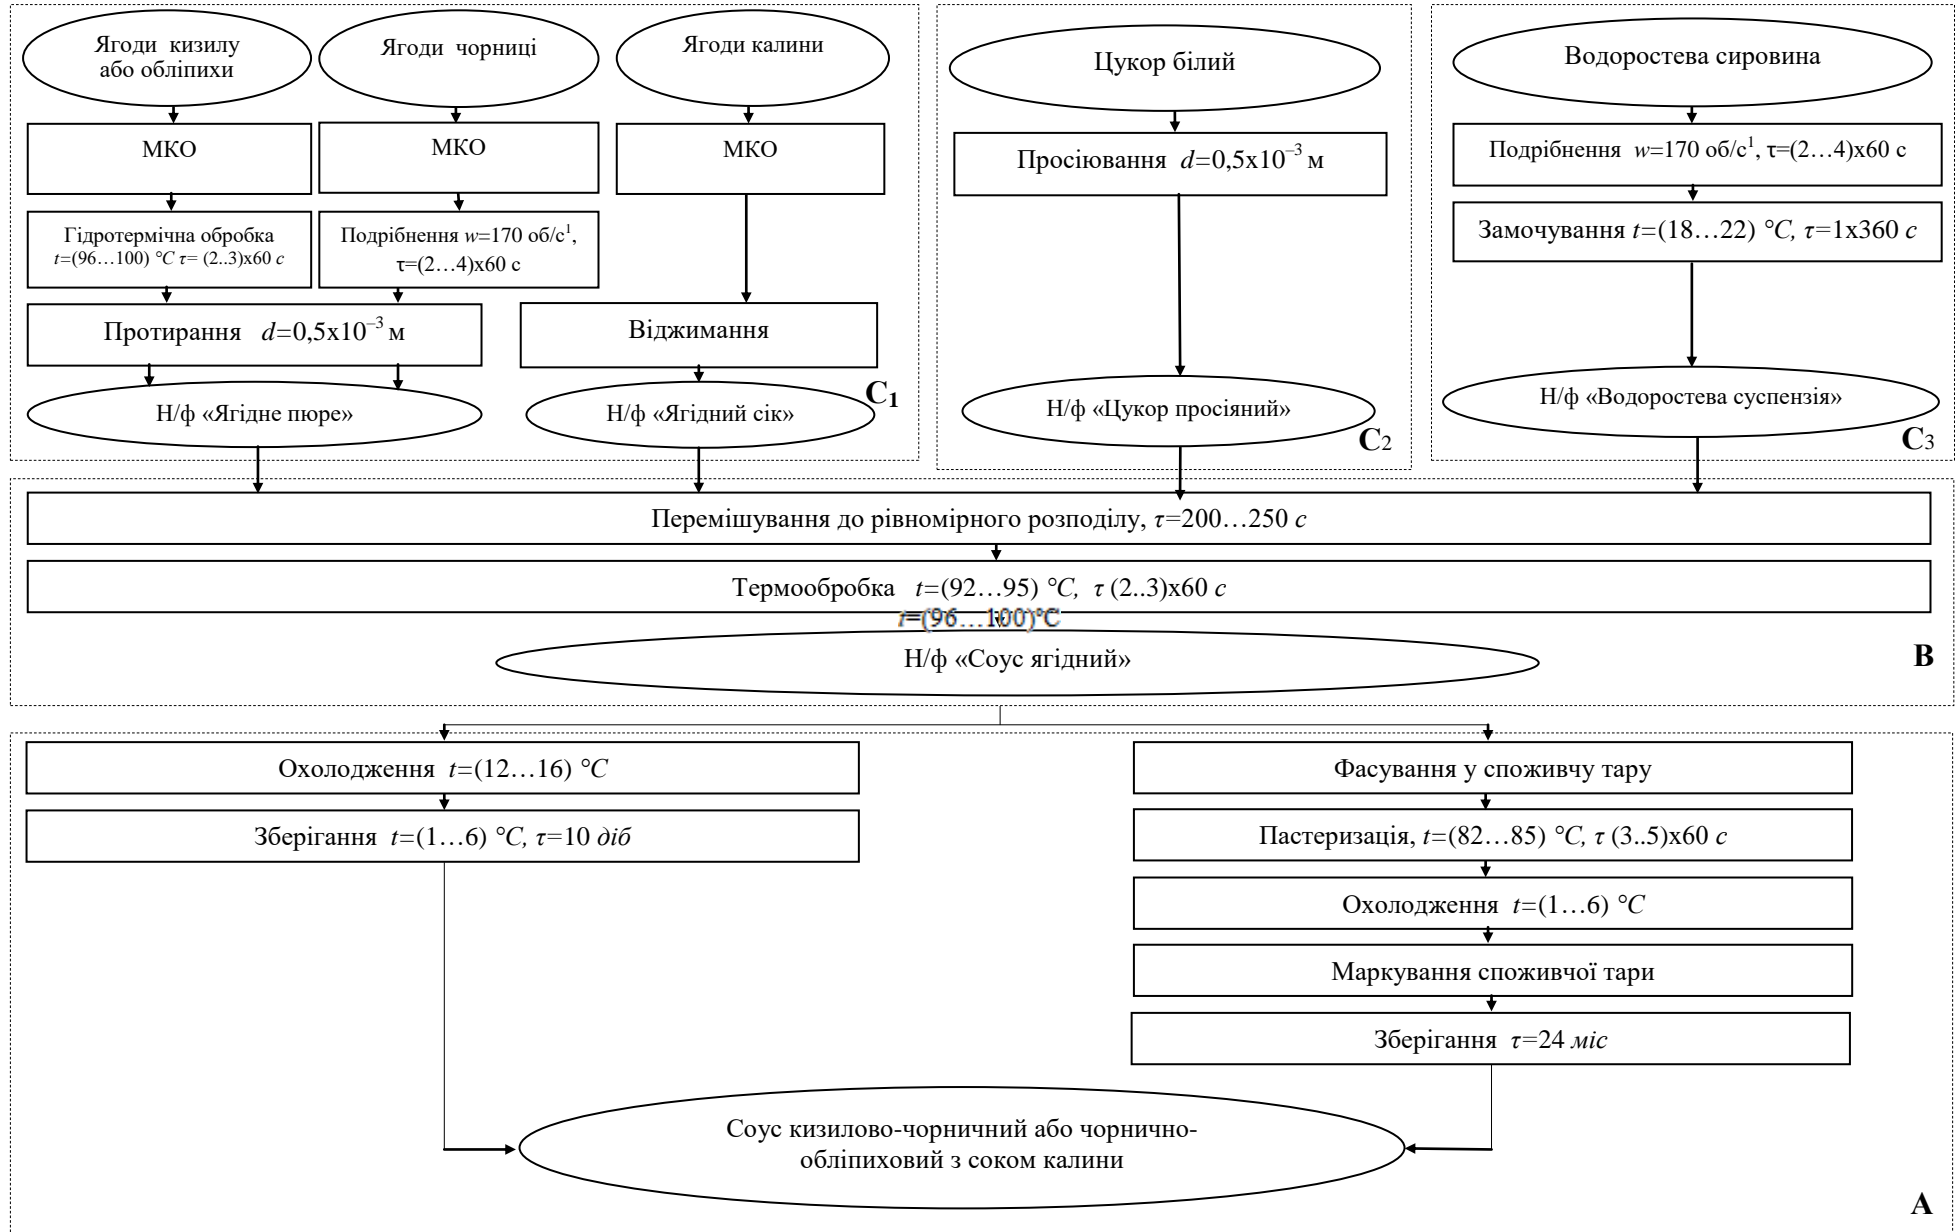 Ягоди кизилу
або обліпихи
Ягоди чорниці
Ягоди калини
Цукор білий
Водоростева сировина
МКО
МКО
МКО
Просіювання d=0,5x10⁻³ м
Подрібнення w=170 об/с¹, τ=(2…4)x60 с
Гідротермічна обробка
t=(96…100) °C τ= (2..3)x60 с
Подрібнення w=170 об/с¹,
τ=(2…4)x60 с
Замочування t=(18…22) °C, τ=1x360 с
Протирання d=0,5x10⁻³ м
Віджимання
Н/ф «Ягідне пюре»
Н/ф «Ягідний сік»
C1
Н/ф «Цукор просіяний»
C2
Н/ф «Водоростева суспензія»
C3
Перемішування до рівномірного розподілу, τ=200…250 с
Термообробка t=(92…95) °C, τ (2..3)x60 с
t=(96…100)°C
Н/ф «Соус ягідний»
B
Охолодження t=(12…16) °C
Зберігання t=(1…6) °C, τ=10 діб
Фасування у споживчу тару
Пастеризація, t=(82…85) °C, τ (3..5)x60 с
Охолодження t=(1…6) °C
Маркування споживчої тари
Зберігання τ=24 міс
Соус кизилово-чорничний або чорнично-
обліпиховий з соком калини
A